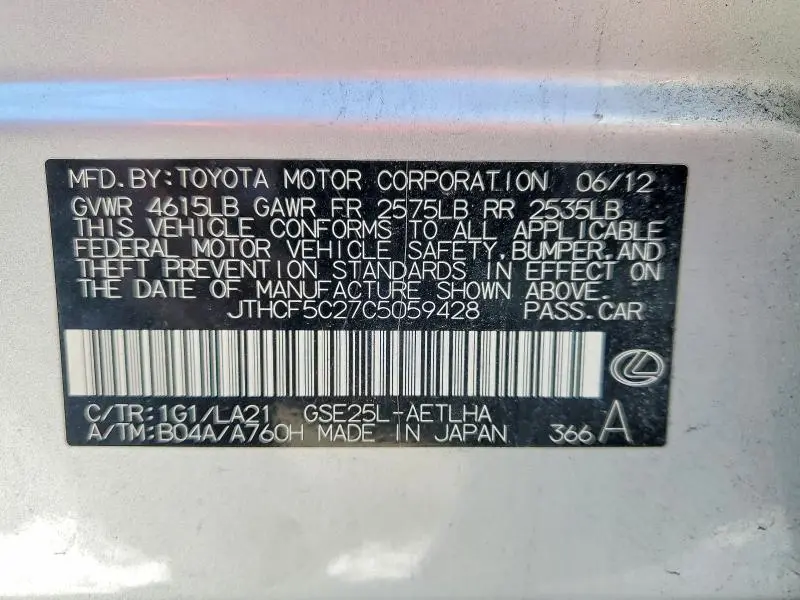 MFD.BY:TOYOTA MOTOR CORPORATION 06/12
GVWR 4615LB GAWR FR 2575LB RR 2535LB
THIS VEHICLE CONFORMS TO ALL APPLICABLE
FEDERAL MOTOR VEHICLE SAFETY,BUMPER,AND
THEFT PREVENTION STANDARDS IN EFFECT ON
THE DATE OF MANUFACTURE SHOWN ABOVE.
JTHCF5C27C5059428 PASS.CAR
C/TR:1G1/LA21 GSE25L-AETLHA
A/TM:B04A/A760H MADE IN JAPAN 366 A